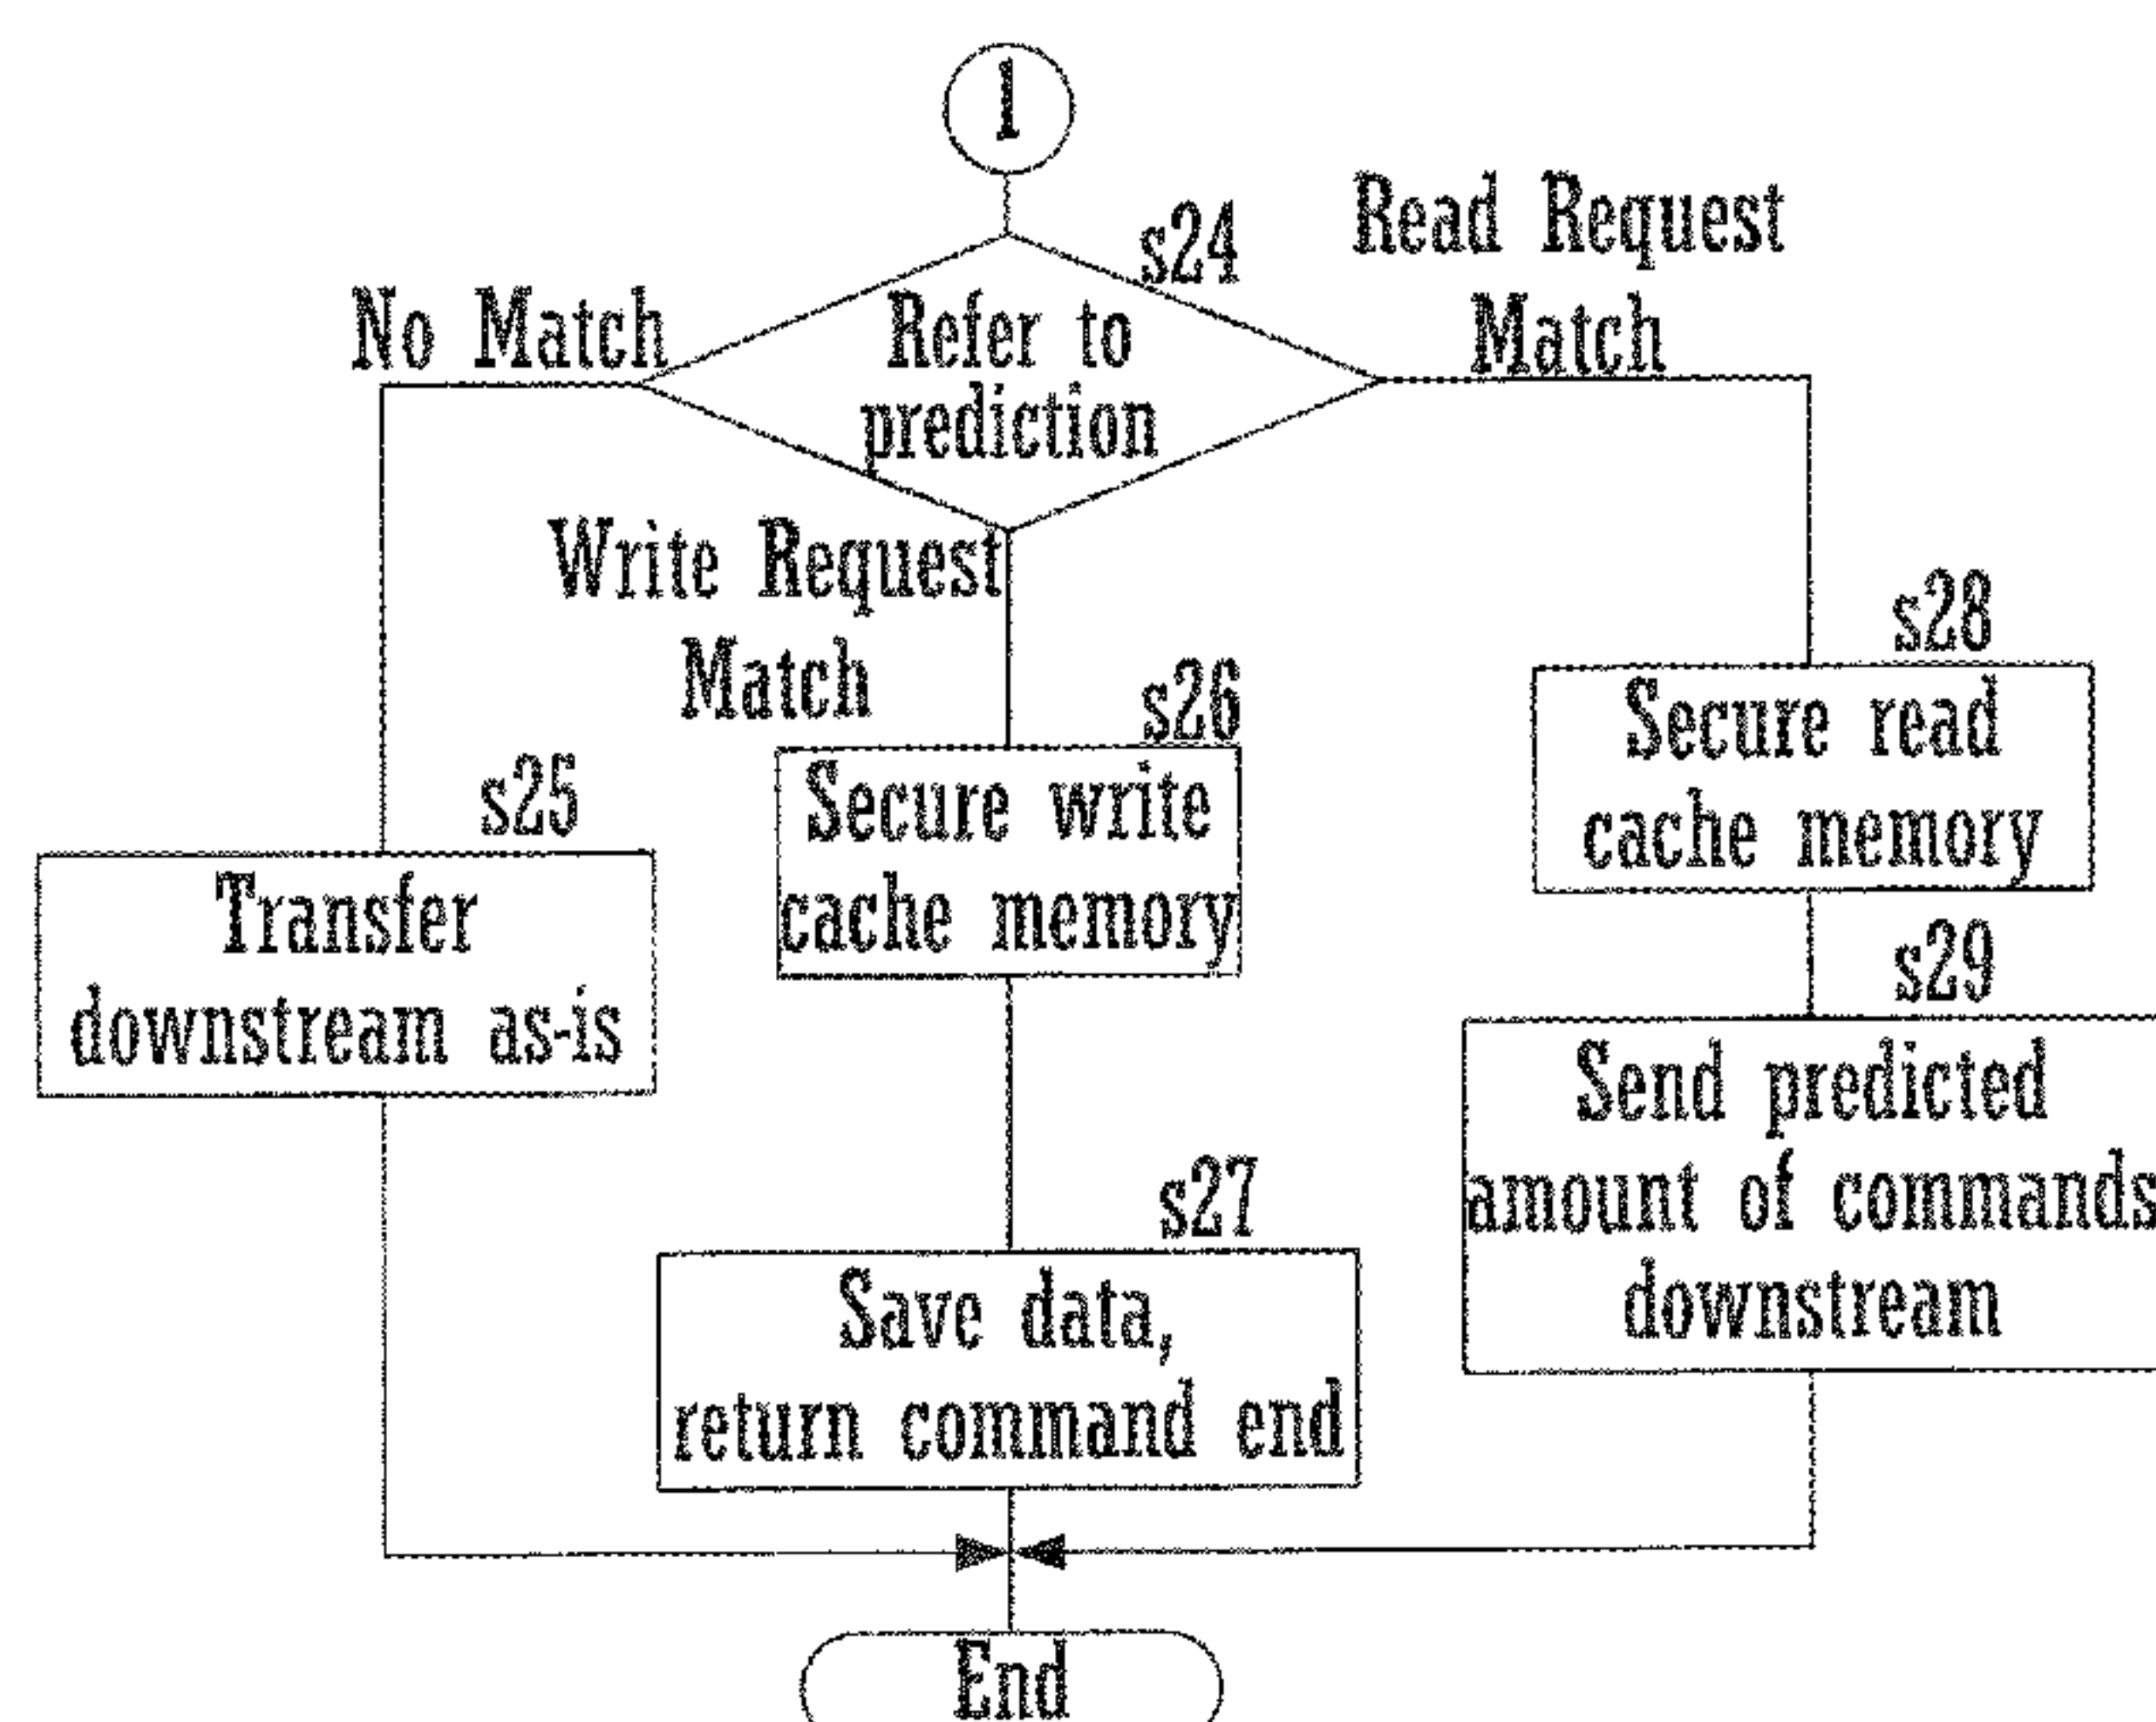 1
s24
Refer to
prediction
No Match
Read Request
Match
Write Request
Match
s25
Transfer
downstream as-is
s26
Secure write
cache memory
s27
Save data,
return command end
s28
Secure read
cache memory
s29
Send predicted
amount of commands
downstream
End